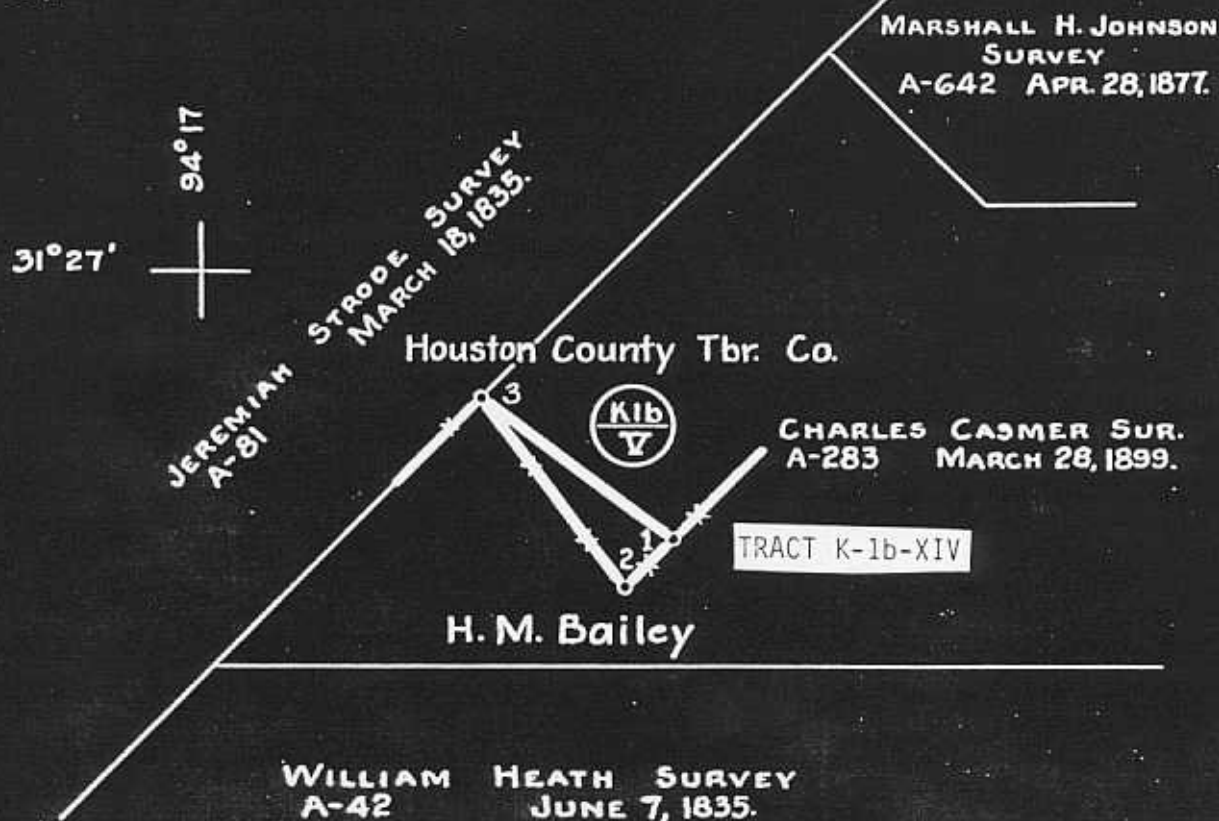 MARSHALL H. JOHNSON
SURVEY
A-642 APR. 28, 1877.
94°17
31°27'
JEREMIAH STRODE SURVEY
A-81 MARCH 18, 1835.
Houston County Tbr. Co.
3
K1b
V
CHARLES CASMER SUR.
A-283 MARCH 28, 1899.
1
TRACT K-1b-XIV
2
H. M. Bailey
WILLIAM HEATH SURVEY
A-42 JUNE 7, 1835.